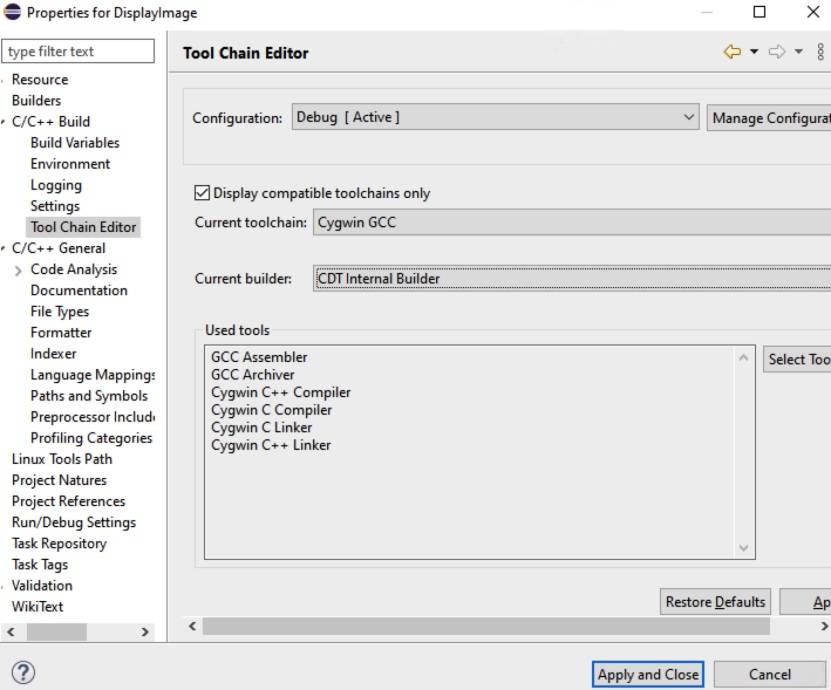 Properties for DisplayImage
type filter text
Resource
Builders
C/C++ Build
Build Variables
Environment
Logging
Settings
Tool Chain Editor
C/C++ General
Code Analysis
Documentation
File Types
Formatter
Indexer
Language Mappings
Paths and Symbols
Preprocessor Includ
Profiling Categories
Linux Tools Path
Project Natures
Project References
Run/Debug Settings
Task Repository
Task Tags
Validation
WikiText
Tool Chain Editor
Configuration: Debug [ Active ] Manage Configurat
Display compatible toolchains only
Current toolchain: Cygwin GCC
Current builder: CDT Internal Builder
Used tools
GCC Assembler
GCC Archiver
Cygwin C++ Compiler
Cygwin C Compiler
Cygwin C Linker
Cygwin C++ Linker
Select Too
Restore Defaults Ap
? Apply and Close Cancel